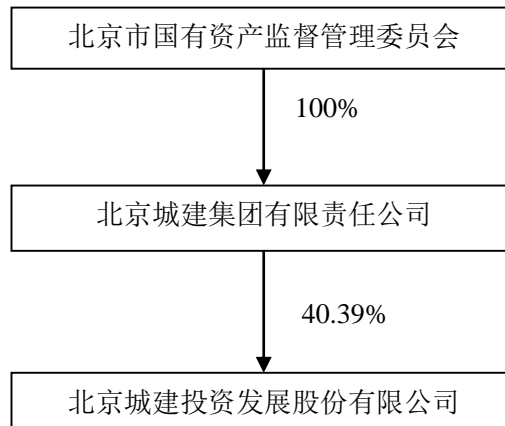 北京市国有资产监督管理委员会
100%
北京城建集团有限责任公司
40.39%
北京城建投资发展股份有限公司